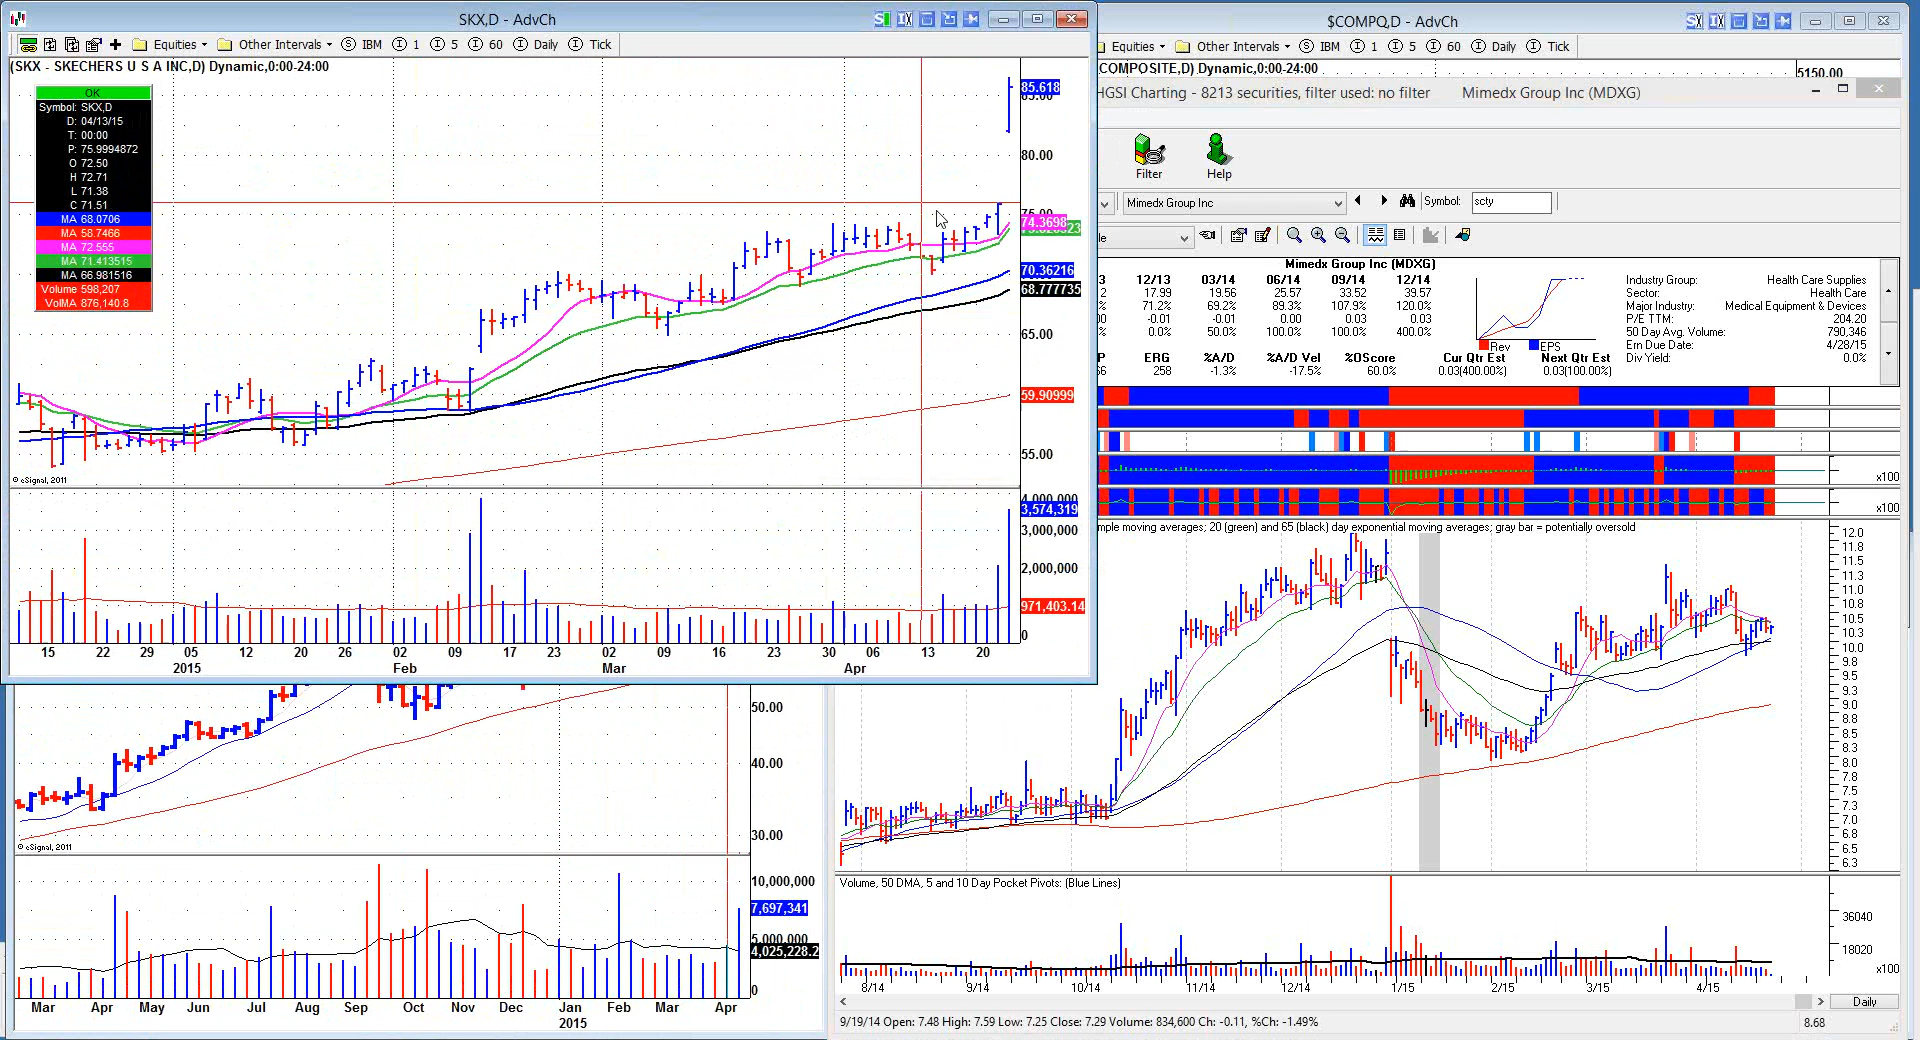 SKX,D - AdvCh
Equities Other Intervals S IBM I 1 I 5 I 60 I Daily I Tick
(SKX - SKECHERS U S A INC,D) Dynamic,0:00-24:00
OK
Symbol: SKX,D
D: 04/13/15
T: 00:00
P: 75.9994872
O 72.50
H 72.71
L 71.38
C 71.51
MA 68.0706
MA 58.7466
MA 72.555
MA 71.413515
MA 66.981516
Volume 598,207
VolMA 876,140.8
85.618
85.00
80.00
75.00
74.3698
70.36216
68.777735
65.00
59.90999
55.00
© eSignal, 2011
4,000,000
3,574,319
3,000,000
2,000,000
971,403.14
0
15 22 29 05 12 20 26 02 09 17 23 02 09 16 23 30 06 13 20
2015 Feb Mar Apr
50.00
40.00
30.00
© eSignal, 2011
10,000,000
7,697,341
5,000,000
4,025,228.2
0
Mar Apr May Jun Jul Aug Sep Oct Nov Dec Jan Feb Mar Apr
2015
$COMPQ,D - AdvCh
Equities Other Intervals S IBM I 1 I 5 I 60 I Daily I Tick
COMPOSITE,D) Dynamic,0:00-24:00
5150.00
HGSI Charting - 8213 securities, filter used: no filter Mimedx Group Inc (MDXG)
Filter Help
Mimedx Group Inc Symbol: scty
Mimedx Group Inc (MDXG)
3 12/13 03/14 06/14 09/14 12/14
2 17.99 19.56 25.57 33.52 39.57
71.2% 69.2% 89.3% 107.9% 120.0%
0 -0.01 -0.01 0.00 0.03 0.03
0.0% 50.0% 100.0% 100.0% 400.0%
P ERG %A/D %A/D Vel %OScore Cur Qtr Est Next Qtr Est
66 258 -1.3% -17.5% 60.0% 0.03(400.00%) 0.03(100.00%)
Rev EPS
Industry Group: Health Care Supplies
Sector: Health Care
Major Industry: Medical Equipment & Devices
P/E TTM: 204.20
50 Day Avg. Volume: 790,346
Ern Due Date: 4/28/15
Div Yield: 0.0%
x100
x100
mple moving averages; 20 (green) and 65 (black) day exponential moving averages; gray bar = potentially oversold
12.0
11.8
11.5
11.3
11.0
10.8
10.5
10.3
10.0
9.8
9.5
9.3
9.0
8.8
8.5
8.3
8.0
7.8
7.5
7.3
7.0
6.8
6.5
6.3
Volume, 50 DMA, 5 and 10 Day Pocket Pivots: (Blue Lines)
36040
18020
x100
8/14 9/14 10/14 11/14 12/14 1/15 2/15 3/15 4/15
Daily
9/19/14 Open: 7.48 High: 7.59 Low: 7.25 Close: 7.29 Volume: 834,600 Ch: -0.11, %Ch: -1.49%
8.68